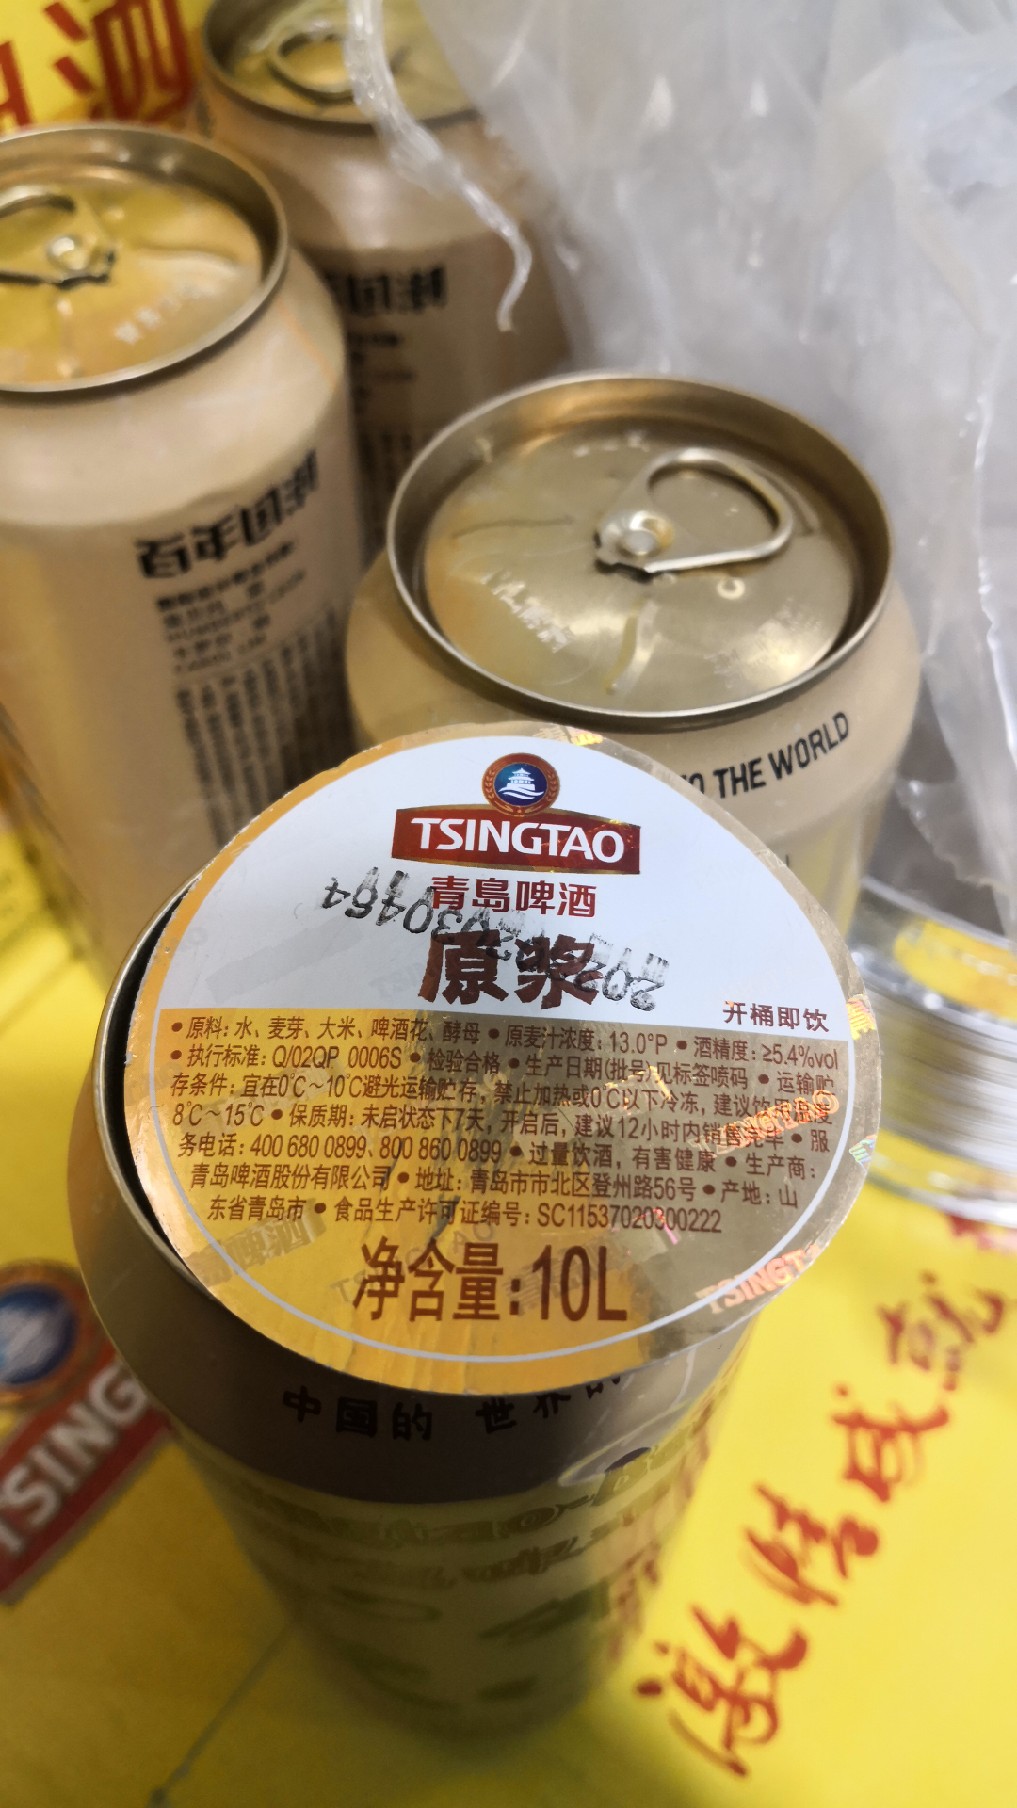 酒
国潮
百年国潮
TO THE WORLD
TSINGTAO
青岛啤酒
原浆
开桶即饮
•原料:水、麦芽、大米、啤酒花、酵母•原麦汁浓度:13.0°P•酒精度:≥5.4%vol
•执行标准:Q/02QP 0006S•检验合格•生产日期(批号)见标签喷码•运输贮
存条件:宜在0℃~10℃避光运输贮存,禁止加热或0℃以下冷冻,建议饮用温度
8℃~15℃•保质期:未启状态下7天,开启后,建议12小时内销售完毕•服
务电话:400 680 0899、800 860 0899•过量饮酒,有害健康•生产商:
青岛啤酒股份有限公司•地址:青岛市市北区登州路56号•产地:山
东省青岛市•食品生产许可证编号:SC11537020300222
净含量:10L
TSINGT
中国的 世界的
TSING
激情成就